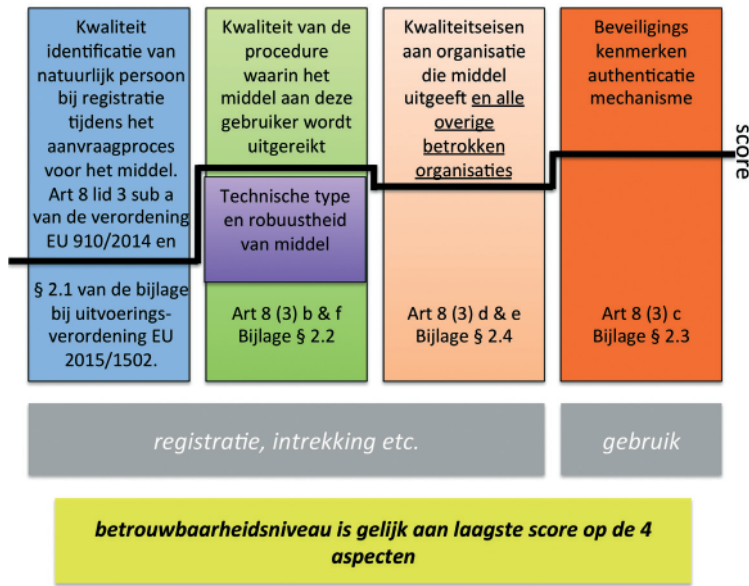 Kwaliteit
identificatie van
natuurlijk persoon
bij registratie
tijdens het
aanvraagproces
voor het middel.
Art 8 lid 3 sub a
van de verordening
EU 910/2014 en
§ 2.1 van de bijlage
bij uitvoerings-
verordening EU
2015/1502.
Kwaliteit van de
procedure
waarin het
middel aan deze
gebruiker wordt
uitgereikt
Technische type
en robuustheid
van middel
Art 8 (3) b & f
Bijlage § 2.2
Kwaliteitseisen
aan organisatie
die middel
uitgeeft en alle
overige
betrokken
organisaties
Art 8 (3) d & e
Bijlage § 2.4
Beveiligings
kenmerken
authenticatie
mechanisme
Art 8 (3) c
Bijlage § 2.3
score
registratie, intrekking etc.
gebruik
betrouwbaarheidsniveau is gelijk aan laagste score op de 4
aspecten